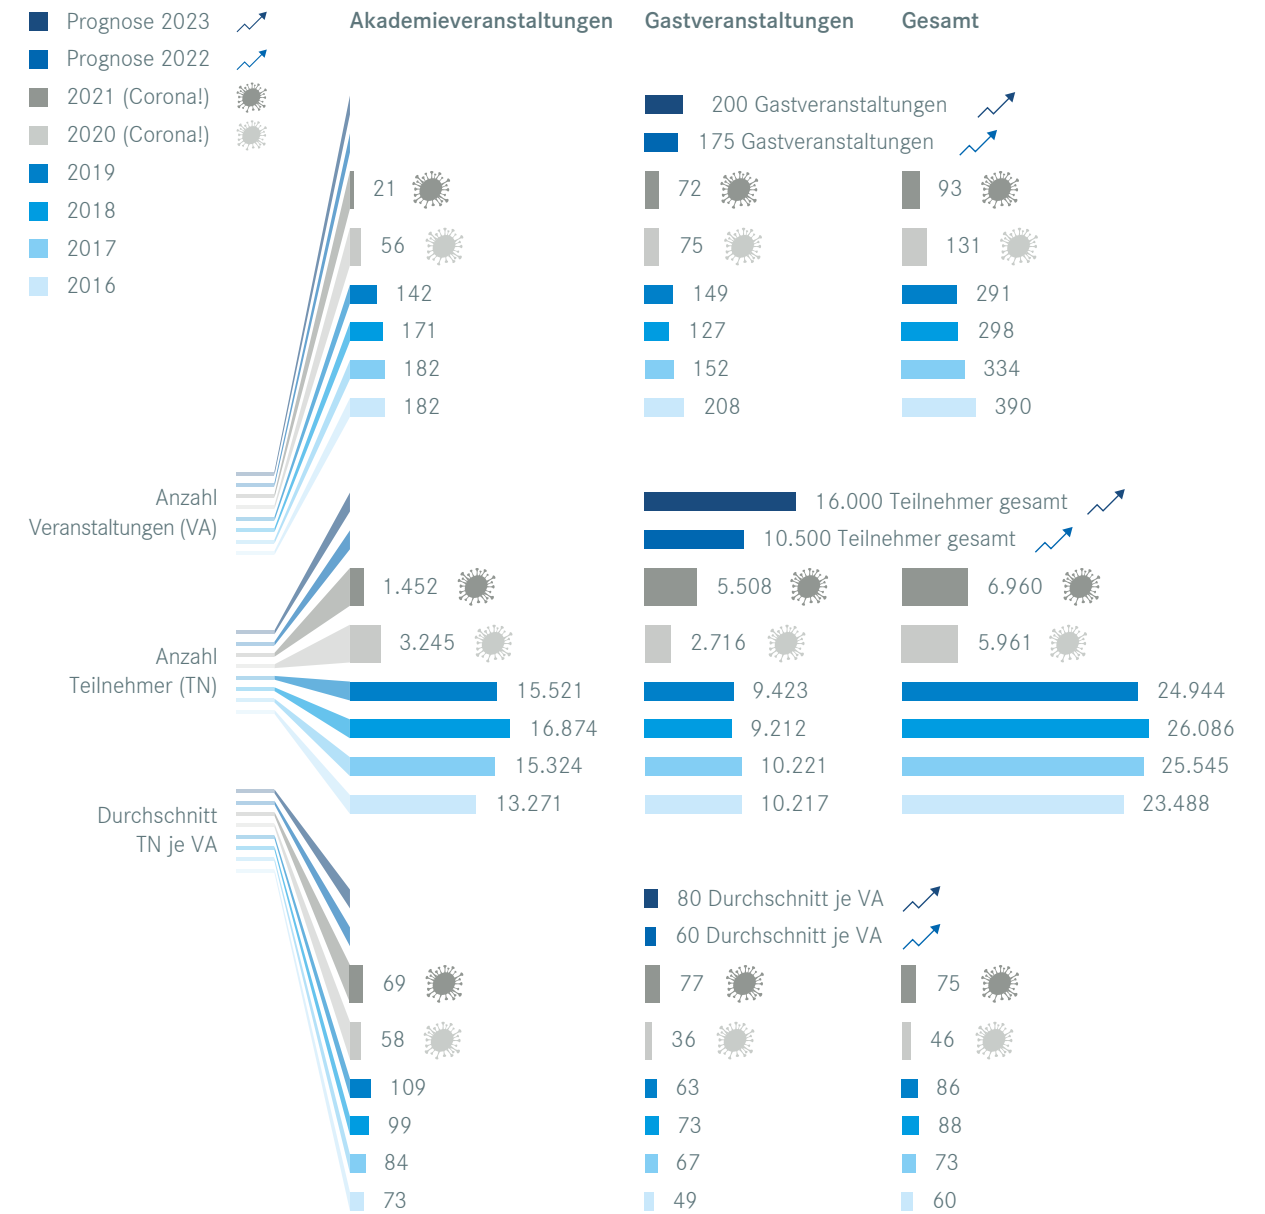 Prognose 2023
Prognose 2022
2021 (Corona!)
2020 (Corona!)
2019
2018
2017
2016
Akademieveranstaltungen Gastveranstaltungen Gesamt
200 Gastveranstaltungen
175 Gastveranstaltungen
21 72 93
56 75 131
142 149 291
171 127 298
182 152 334
182 208 390
Anzahl
Veranstaltungen (VA)
16.000 Teilnehmer gesamt
10.500 Teilnehmer gesamt
1.452 5.508 6.960
3.245 2.716 5.961
15.521 9.423 24.944
16.874 9.212 26.086
15.324 10.221 25.545
13.271 10.217 23.488
Anzahl
Teilnehmer (TN)
Durchschnitt
TN je VA
80 Durchschnitt je VA
60 Durchschnitt je VA
69 77 75
58 36 46
109 63 86
99 73 88
84 67 73
73 49 60